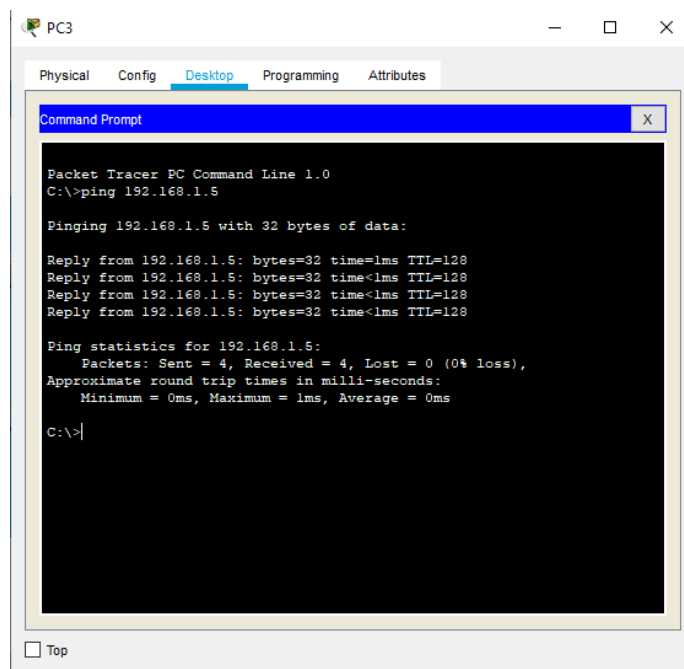 PC3
Physical Config Desktop Programming Attributes
Command Prompt
X
Packet Tracer PC Command Line 1.0
C:\>ping 192.168.1.5
Pinging 192.168.1.5 with 32 bytes of data:
Reply from 192.168.1.5: bytes=32 time=1ms TTL=128
Reply from 192.168.1.5: bytes=32 time<1ms TTL=128
Reply from 192.168.1.5: bytes=32 time<1ms TTL=128
Reply from 192.168.1.5: bytes=32 time<1ms TTL=128
Ping statistics for 192.168.1.5:
Packets: Sent = 4, Received = 4, Lost = 0 (0% loss),
Approximate round trip times in milli-seconds:
Minimum = 0ms, Maximum = 1ms, Average = 0ms
C:\>
Top